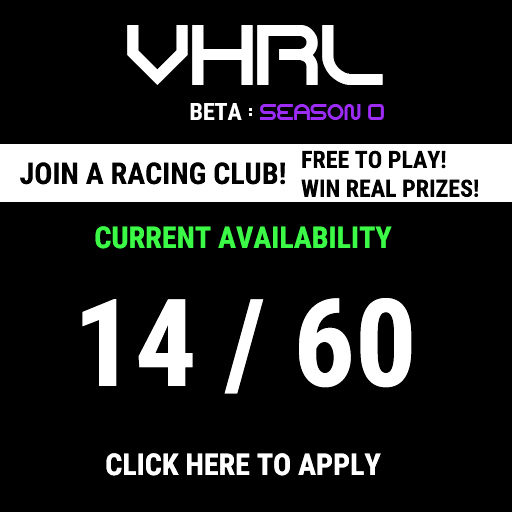 VHRL
BETA : SEASON 0
JOIN A RACING CLUB!
FREE TO PLAY!
WIN REAL PRIZES!
CURRENT AVAILABILITY
14 / 60
CLICK HERE TO APPLY